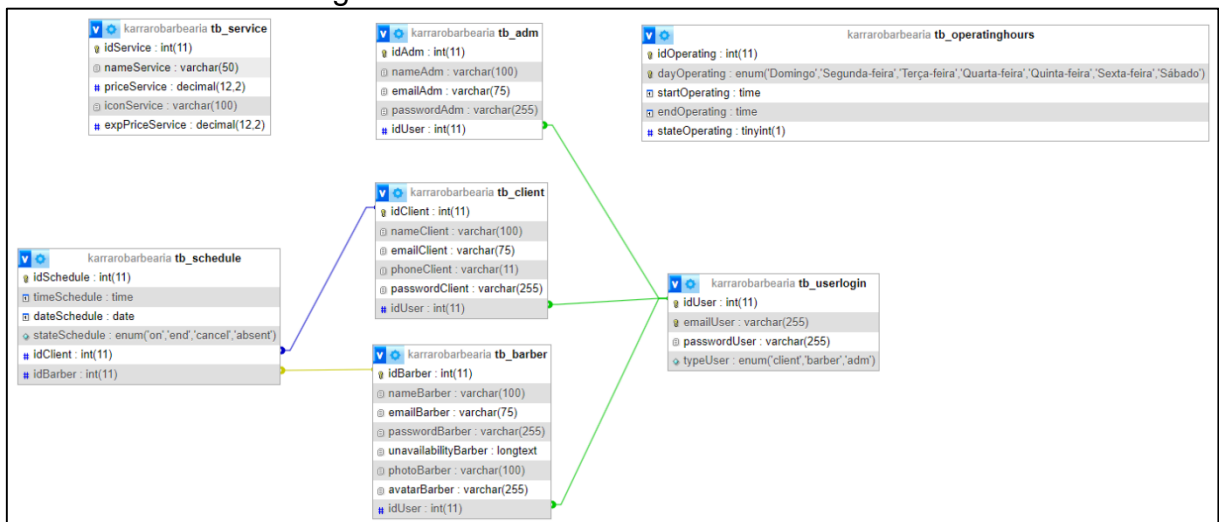 karrarobarbearia tb_service
idService : int(11)
nameService : varchar(50)
priceService : decimal(12,2)
iconService : varchar(100)
expPriceService : decimal(12,2)
karrarobarbearia tb_adm
idAdm : int(11)
nameAdm : varchar(100)
emailAdm : varchar(75)
passwordAdm : varchar(255)
idUser : int(11)
karrarobarbearia tb_operatinghours
idOperating : int(11)
dayOperating : enum('Domingo','Segunda-feira','Terça-feira','Quarta-feira','Quinta-feira','Sexta-feira','Sábado')
startOperating : time
endOperating : time
stateOperating : tinyint(1)
karrarobarbearia tb_client
idClient : int(11)
nameClient : varchar(100)
emailClient : varchar(75)
phoneClient : varchar(11)
passwordClient : varchar(255)
idUser : int(11)
karrarobarbearia tb_schedule
idSchedule : int(11)
timeSchedule : time
dateSchedule : date
stateSchedule : enum('on','end','cancel','absent')
idClient : int(11)
idBarber : int(11)
karrarobarbearia tb_userlogin
idUser : int(11)
emailUser : varchar(255)
passwordUser : varchar(255)
typeUser : enum('client','barber','adm')
karrarobarbearia tb_barber
idBarber : int(11)
nameBarber : varchar(100)
emailBarber : varchar(75)
passwordBarber : varchar(255)
unavailabilityBarber : longtext
photoBarber : varchar(100)
avatarBarber : varchar(255)
idUser : int(11)